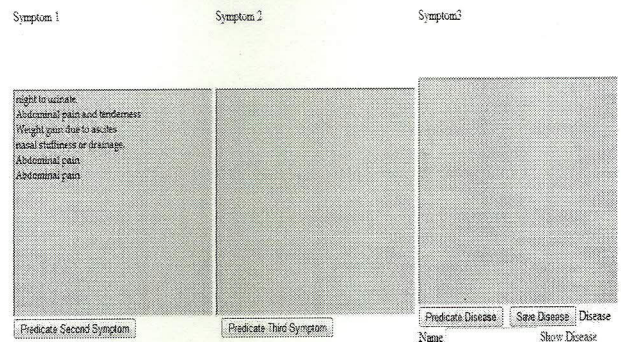 Symptom 1
Symptom 2
Symptom3
night to urinate.
Abdominal pain and tenderness
Weight gain due to ascites
nasal stuffiness or drainage.
Abdominal pain
Abdominal pain
Predicate Second Symptom
Predicate Third Symptom
Predicate Disease
Save Disease
Disease
Name
Show Disease